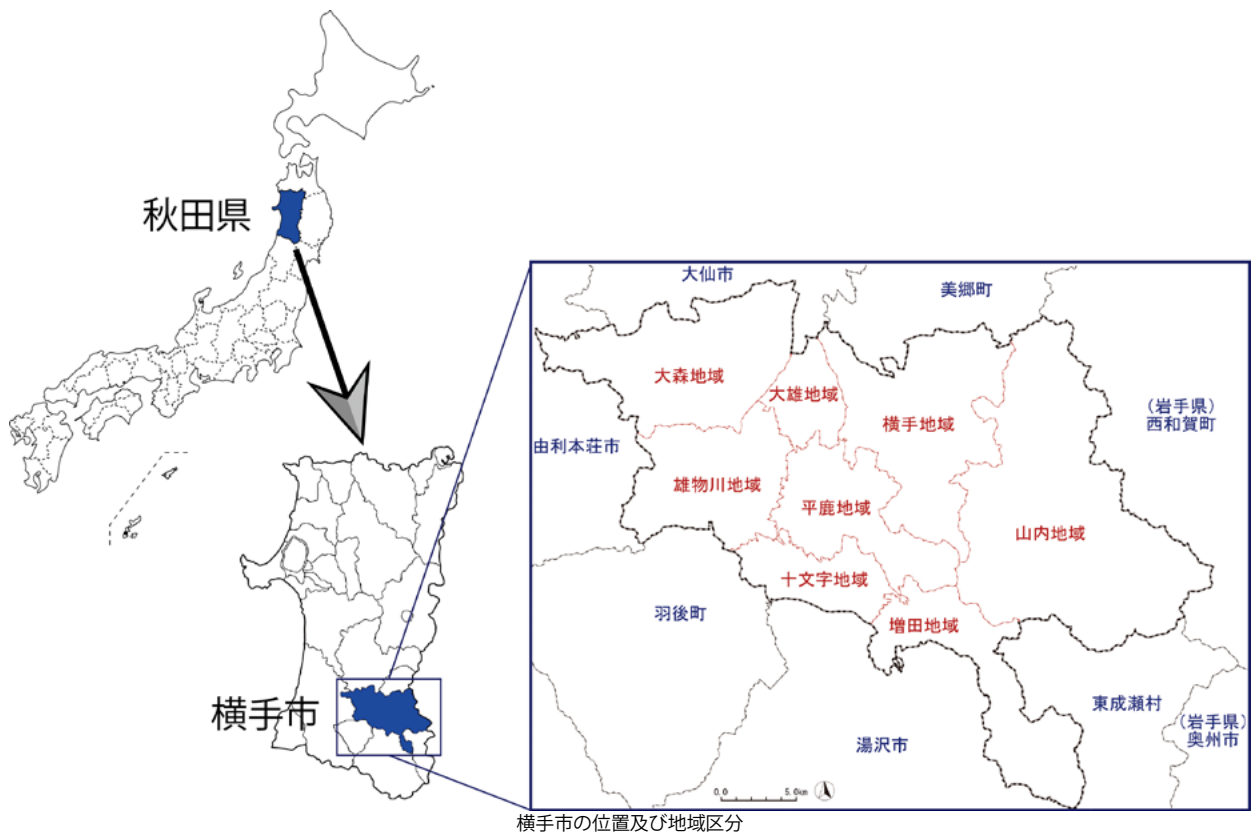 秋田県
横手市
大仙市
美郷町
大森地域
大雄地域
横手地域
(岩手県)
西和賀町
由利本荘市
雄物川地域
平鹿地域
山内地域
十文字地域
羽後町
増田地域
東成瀬村
(岩手県)
奥州市
湯沢市
0.0 5.0km
横手市の位置及び地域区分